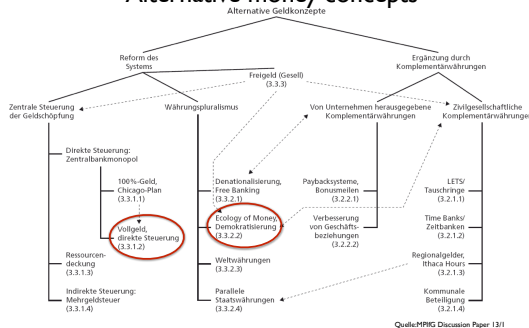 Alternative money concepts
Alternative Geldkonzepte
Reform des
Systems
Ergänzung durch
Komplementärwährungen
Freigeld (Gesell)
(3.3.3)
Zentrale Steuerung
der Geldschöpfung
Währungspluralismus
Von Unternehmen herausgegebene
Komplementärwährungen
Zivilgesellschaftliche
Komplementärwährungen
Direkte Steuerung:
Zentralbankmonopol
100%-Geld,
Chicago-Plan
(3.3.1.1)
Vollgeld,
direkte Steuerung
(3.3.1.2)
Ressourcen-
deckung
(3.3.1.3)
Indirekte Steuerung:
Mehrgeldsteuer
(3.3.1.4)
Denationalisierung,
Free Banking
(3.3.2.1)
Ecology of Money,
Demokratisierung
(3.3.2.2)
Weltwährungen
(3.3.2.3)
Parallele
Staatswährungen
(3.3.2.4)
Paybacksysteme,
Bonusmeilen
(3.2.2.1)
Verbesserung
von Geschäfts-
beziehungen
(3.2.2.2)
LETS/
Tauschringe
(3.2.1.1)
Time Banks/
Zeitbanken
(3.2.1.2)
Regionalgelder,
Ithaca Hours
(3.2.1.3)
Kommunale
Beteiligung
(3.2.1.4)
Quelle:MPIfG Discussion Paper 13/1